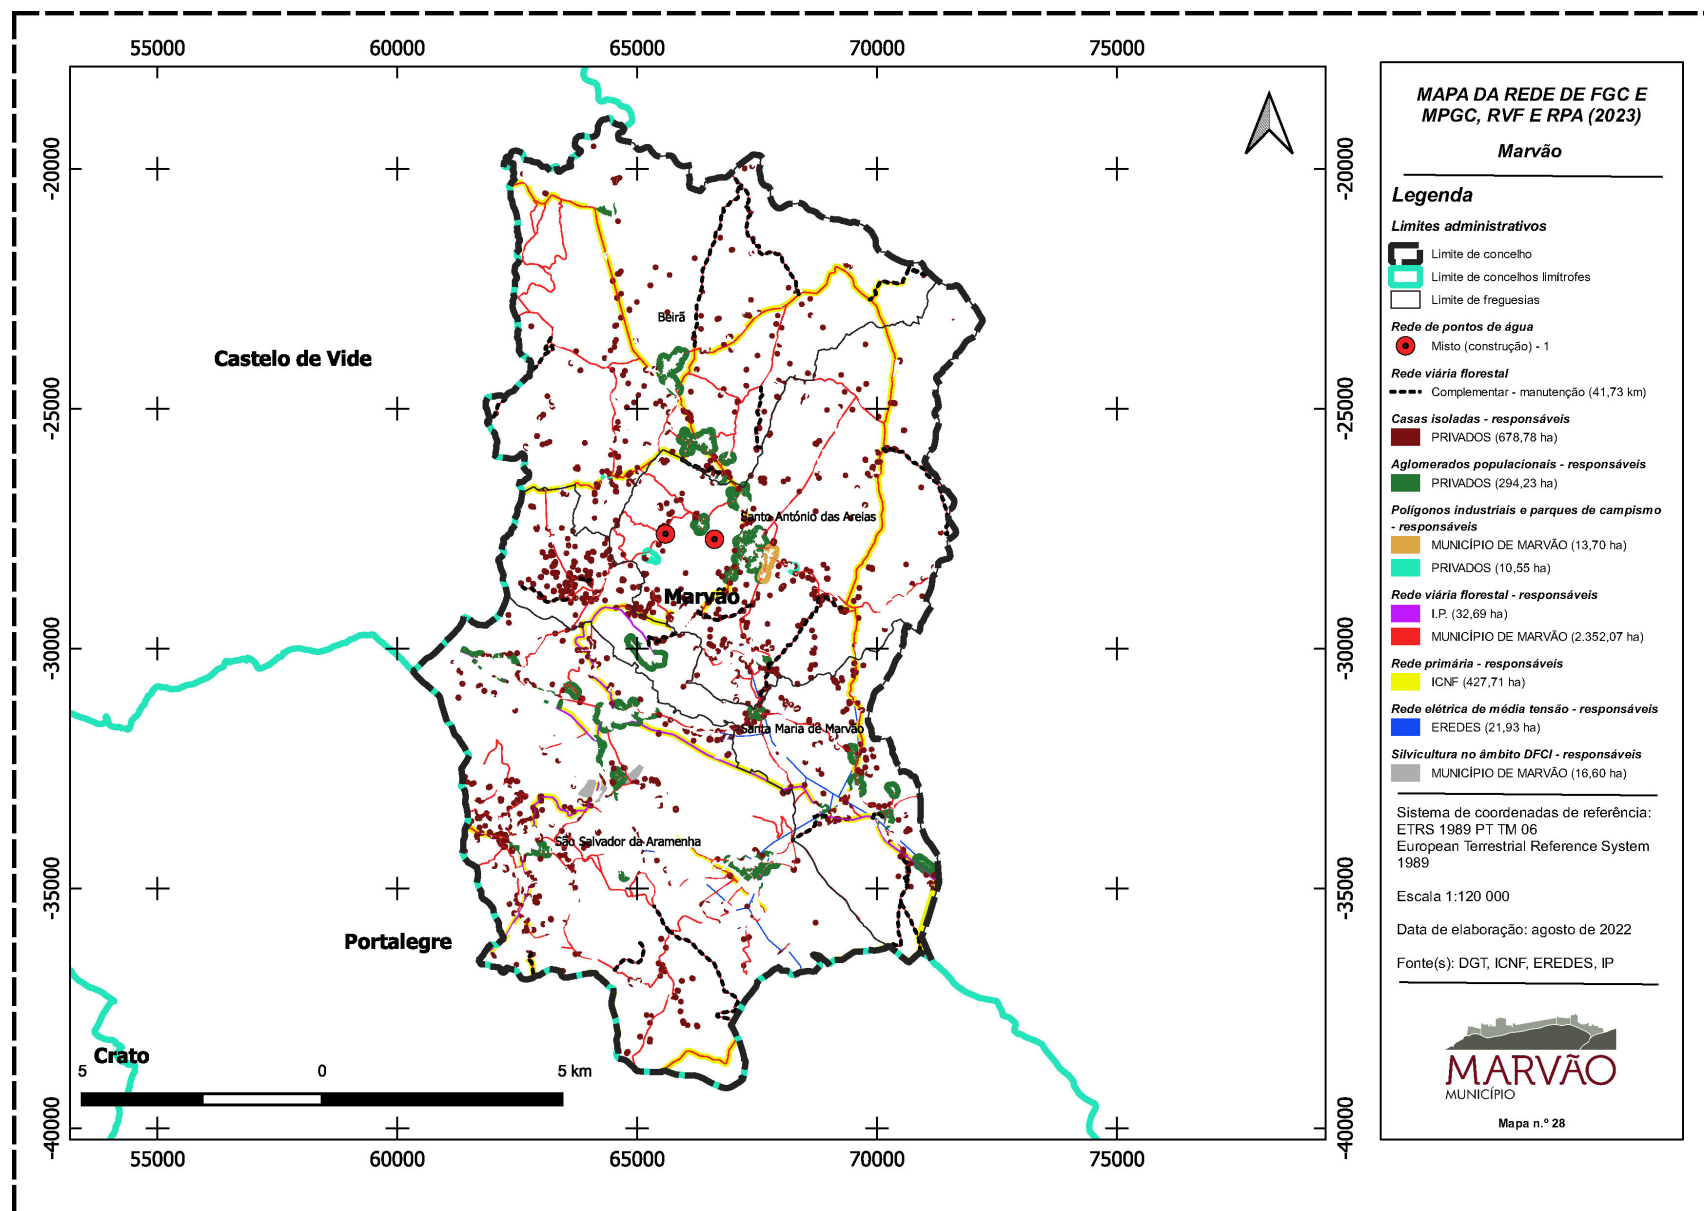 55000
60000
65000
70000
75000
-20000
-20000
-25000
-25000
-30000
-30000
-35000
-35000
-40000
-40000
Beirã
Castelo de Vide
Santo António das Areias
Marvão
Santa Maria de Marvão
São Salvador da Aramenha
Portalegre
Crato
5
0
5 km
55000
60000
65000
70000
75000
MAPA DA REDE DE FGC E
MPGC, RVF E RPA (2023)
Marvão
Legenda
Limites administrativos
Limite de concelho
Limite de concelhos limítrofes
Limite de freguesias
Rede de pontos de água
Misto (construção) - 1
Rede viária florestal
Complementar - manutenção (41,73 km)
Casas isoladas - responsáveis
PRIVADOS (678,78 ha)
Aglomerados populacionais - responsáveis
PRIVADOS (294,23 ha)
Polígonos industriais e parques de campismo
- responsáveis
MUNICÍPIO DE MARVÃO (13,70 ha)
PRIVADOS (10,55 ha)
Rede viária florestal - responsáveis
I.P. (32,69 ha)
MUNICÍPIO DE MARVÃO (2.352,07 ha)
Rede primária - responsáveis
ICNF (427,71 ha)
Rede elétrica de média tensão - responsáveis
EREDES (21,93 ha)
Silvicultura no âmbito DFCI - responsáveis
MUNICÍPIO DE MARVÃO (16,60 ha)
Sistema de coordenadas de referência:
ETRS 1989 PT TM 06
European Terrestrial Reference System
1989
Escala 1:120 000
Data de elaboração: agosto de 2022
Fonte(s): DGT, ICNF, EREDES, IP
MARVÃO
MUNICÍPIO
Mapa n.º 28